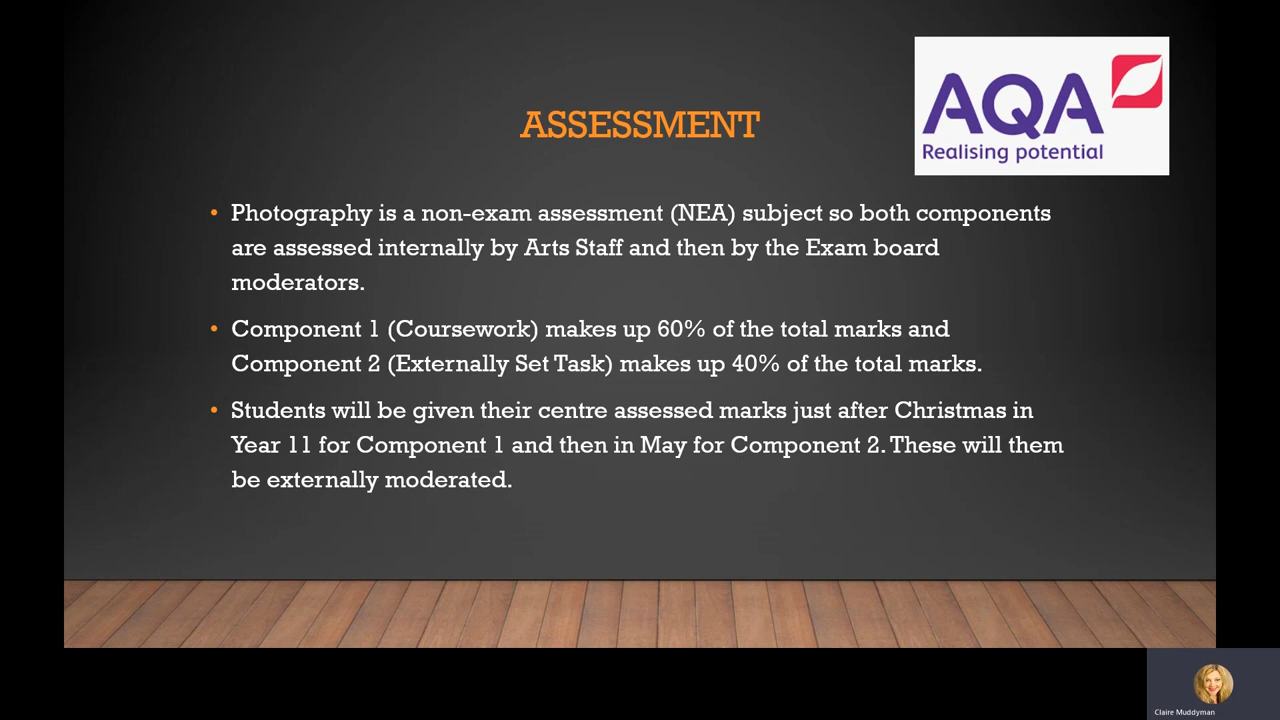 AQA
Realising potential
ASSESSMENT
• Photography is a non-exam assessment (NEA) subject so both components
are assessed internally by Arts Staff and then by the Exam board
moderators.
• Component 1 (Coursework) makes up 60% of the total marks and
Component 2 (Externally Set Task) makes up 40% of the total marks.
• Students will be given their centre assessed marks just after Christmas in
Year 11 for Component 1 and then in May for Component 2. These will them
be externally moderated.
Claire Muddyman